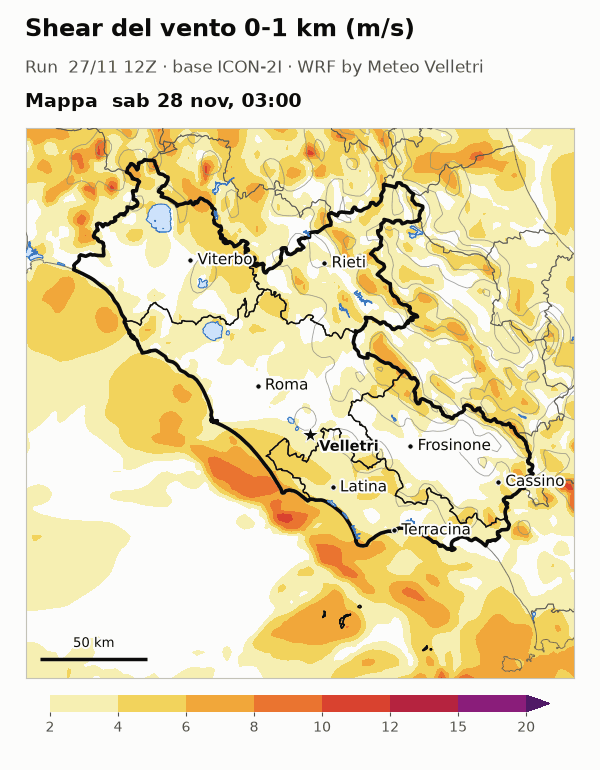 Shear del vento 0-1 km (m/s)
Run  27/11 12Z · base ICON-2I · WRF by Meteo Velletri
Mappa  sab 28 nov, 03:00
Viterbo
Rieti
Roma
Velletri
Frosinone
Latina
Cassino
Terracina
50 km
2 4 6 8 10 12 15 20